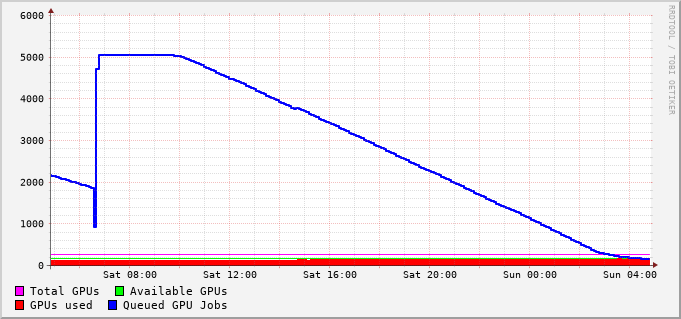 RRDTOOL / TOBI OETIKER
6000
5000
4000
3000
2000
1000
0
Sat 08:00 Sat 12:00 Sat 16:00 Sat 20:00 Sun 00:00 Sun 04:00
Total GPUs Available GPUs
GPUs used Queued GPU Jobs